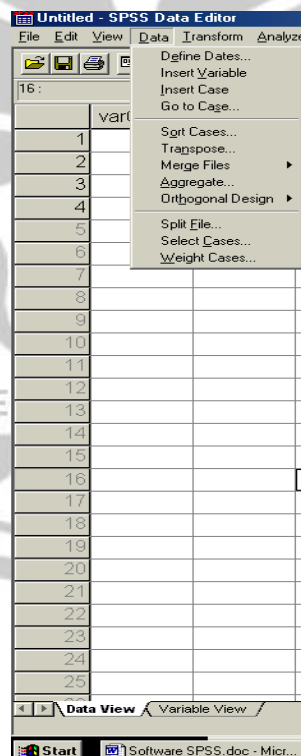 Untitled - SPSS Data Editor
File Edit View Data Transform Analyze
Define Dates...
Insert Variable
Insert Case
Go to Case...
Sort Cases...
Transpose...
Merge Files
Aggregate...
Orthogonal Design
Split File...
Select Cases...
Weight Cases...
16 :
1
2
3
4
5
6
7
8
9
10
11
12
13
14
15
16
17
18
19
20
21
22
23
24
25
Data View Variable View
Start Software SPSS.doc - Micr...